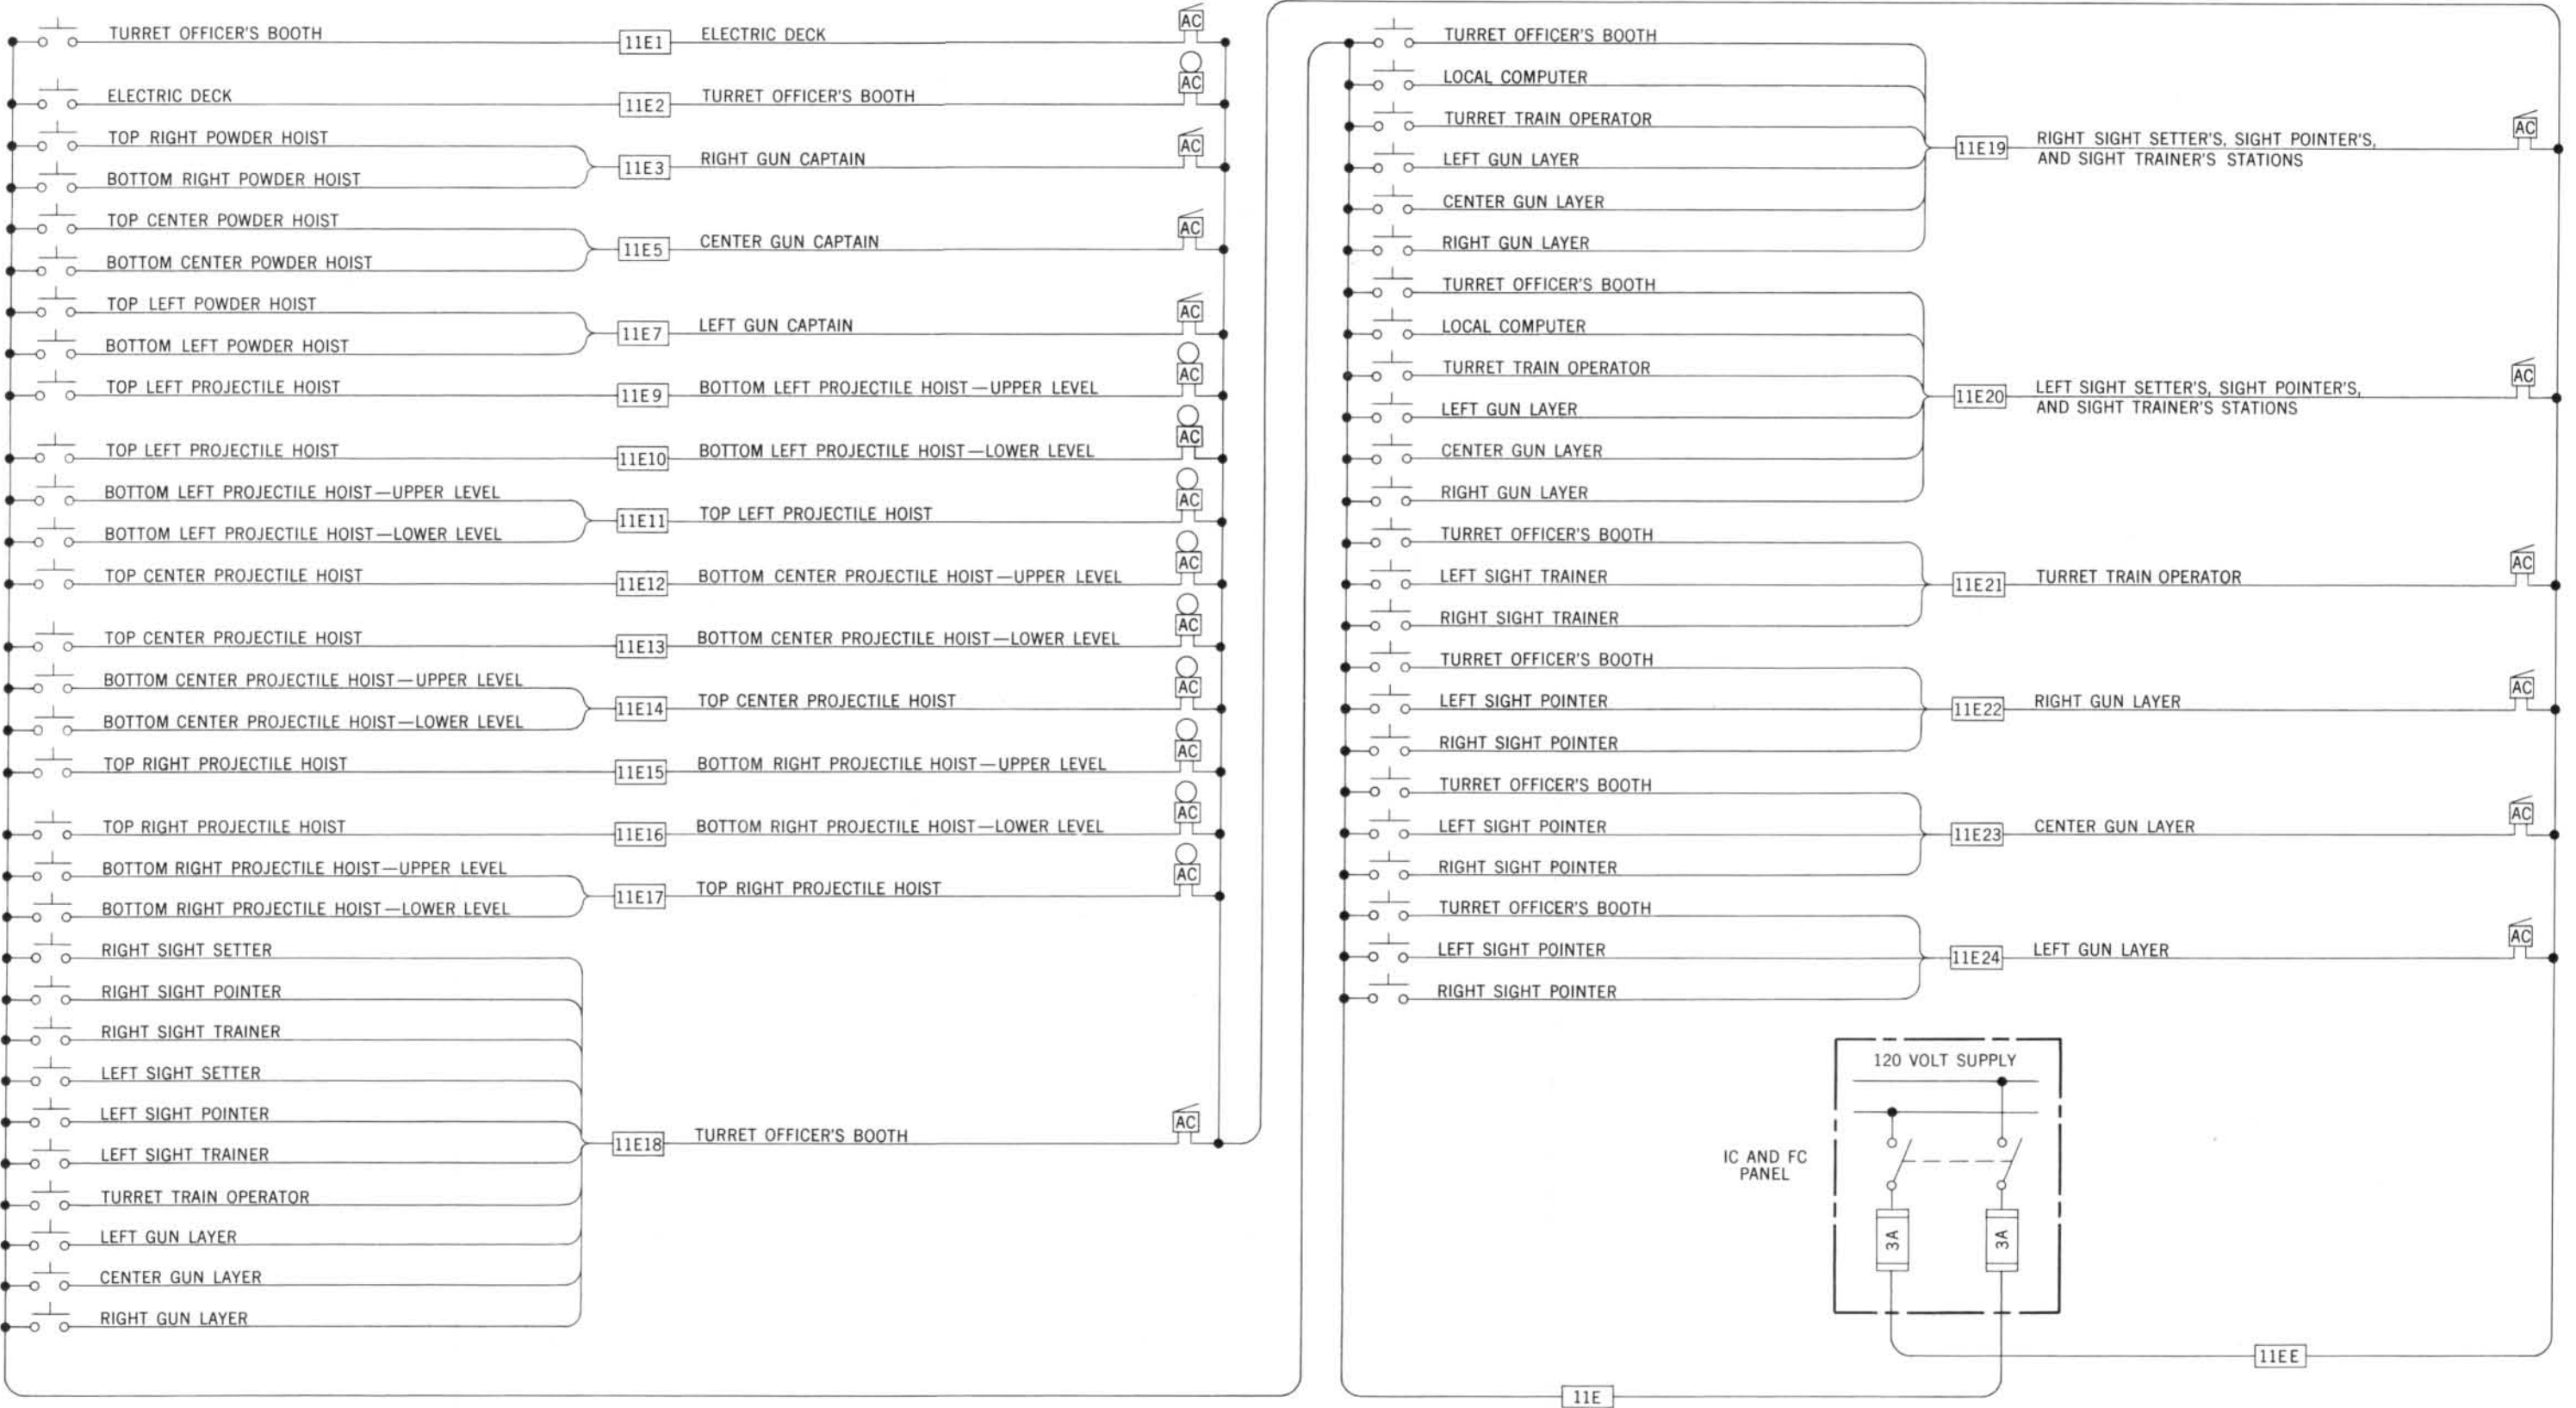 TURRET OFFICER'S BOOTH 11E1 ELECTRIC DECK AC
ELECTRIC DECK 11E2 TURRET OFFICER'S BOOTH AC
TOP RIGHT POWDER HOIST
11E3 RIGHT GUN CAPTAIN AC
BOTTOM RIGHT POWDER HOIST
TOP CENTER POWDER HOIST
11E5 CENTER GUN CAPTAIN AC
BOTTOM CENTER POWDER HOIST
TOP LEFT POWDER HOIST
11E7 LEFT GUN CAPTAIN AC
BOTTOM LEFT POWDER HOIST
TOP LEFT PROJECTILE HOIST 11E9 BOTTOM LEFT PROJECTILE HOIST—UPPER LEVEL AC
TOP LEFT PROJECTILE HOIST 11E10 BOTTOM LEFT PROJECTILE HOIST—LOWER LEVEL AC
BOTTOM LEFT PROJECTILE HOIST—UPPER LEVEL
11E11 TOP LEFT PROJECTILE HOIST AC
BOTTOM LEFT PROJECTILE HOIST—LOWER LEVEL
TOP CENTER PROJECTILE HOIST 11E12 BOTTOM CENTER PROJECTILE HOIST—UPPER LEVEL AC
TOP CENTER PROJECTILE HOIST 11E13 BOTTOM CENTER PROJECTILE HOIST—LOWER LEVEL AC
BOTTOM CENTER PROJECTILE HOIST—UPPER LEVEL
11E14 TOP CENTER PROJECTILE HOIST AC
BOTTOM CENTER PROJECTILE HOIST—LOWER LEVEL
TOP RIGHT PROJECTILE HOIST 11E15 BOTTOM RIGHT PROJECTILE HOIST—UPPER LEVEL AC
TOP RIGHT PROJECTILE HOIST 11E16 BOTTOM RIGHT PROJECTILE HOIST—LOWER LEVEL AC
BOTTOM RIGHT PROJECTILE HOIST—UPPER LEVEL
11E17 TOP RIGHT PROJECTILE HOIST AC
BOTTOM RIGHT PROJECTILE HOIST—LOWER LEVEL
RIGHT SIGHT SETTER
RIGHT SIGHT POINTER
RIGHT SIGHT TRAINER
LEFT SIGHT SETTER
LEFT SIGHT POINTER
11E18 TURRET OFFICER'S BOOTH AC
LEFT SIGHT TRAINER
TURRET TRAIN OPERATOR
LEFT GUN LAYER
CENTER GUN LAYER
RIGHT GUN LAYER
TURRET OFFICER'S BOOTH
LOCAL COMPUTER
TURRET TRAIN OPERATOR
11E19 RIGHT SIGHT SETTER'S, SIGHT POINTER'S, AC
AND SIGHT TRAINER'S STATIONS
LEFT GUN LAYER
CENTER GUN LAYER
RIGHT GUN LAYER
TURRET OFFICER'S BOOTH
LOCAL COMPUTER
TURRET TRAIN OPERATOR
11E20 LEFT SIGHT SETTER'S, SIGHT POINTER'S, AC
AND SIGHT TRAINER'S STATIONS
LEFT GUN LAYER
CENTER GUN LAYER
RIGHT GUN LAYER
TURRET OFFICER'S BOOTH
LEFT SIGHT TRAINER 11E21 TURRET TRAIN OPERATOR AC
RIGHT SIGHT TRAINER
TURRET OFFICER'S BOOTH
LEFT SIGHT POINTER 11E22 RIGHT GUN LAYER AC
RIGHT SIGHT POINTER
TURRET OFFICER'S BOOTH
LEFT SIGHT POINTER 11E23 CENTER GUN LAYER AC
RIGHT SIGHT POINTER
TURRET OFFICER'S BOOTH
LEFT SIGHT POINTER 11E24 LEFT GUN LAYER AC
RIGHT SIGHT POINTER
120 VOLT SUPPLY
IC AND FC
PANEL
3A 3A
11EE
11E